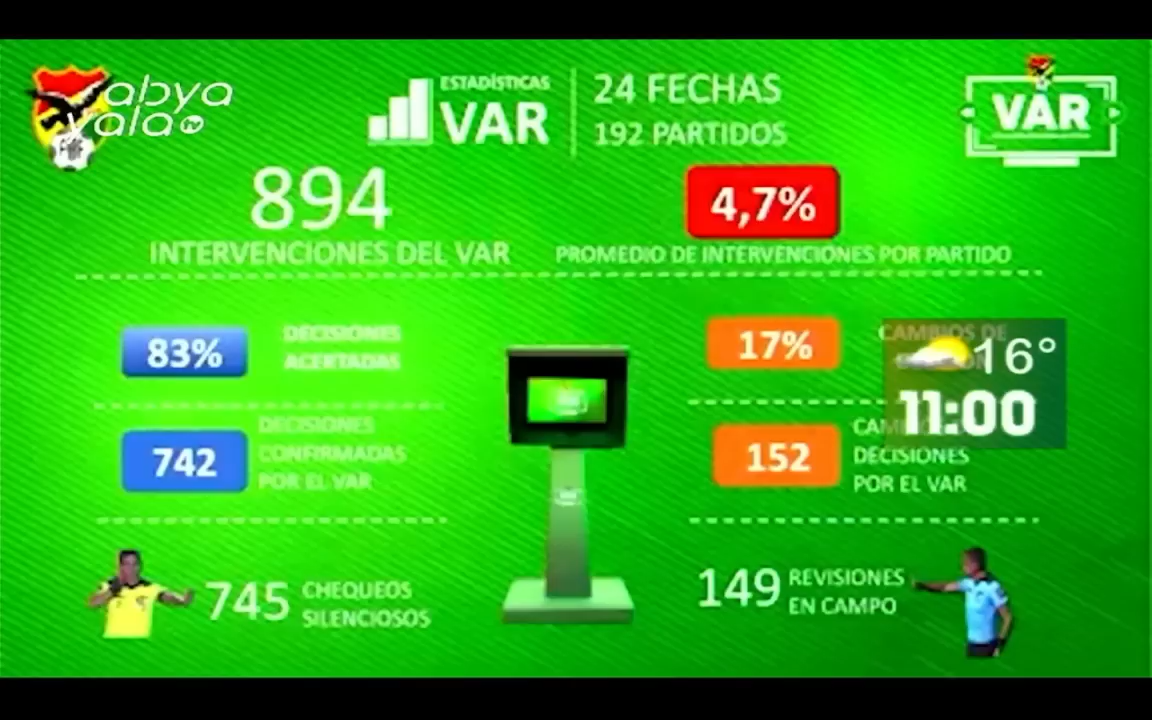 abya
yala tv
FBF
ESTADÍSTICAS
VAR
24 FECHAS
192 PARTIDOS
VAR
894
INTERVENCIONES DEL VAR
4,7%
PROMEDIO DE INTERVENCIONES POR PARTIDO
83%
DECISIONES
ACERTADAS
17%
CAMBIOS DE
16°
11:00
742
DECISIONES
CONFIRMADAS
POR EL VAR
152
DECISIONES
POR EL VAR
745
CHEQUEOS
SILENCIOSOS
149
REVISIONES
EN CAMPO